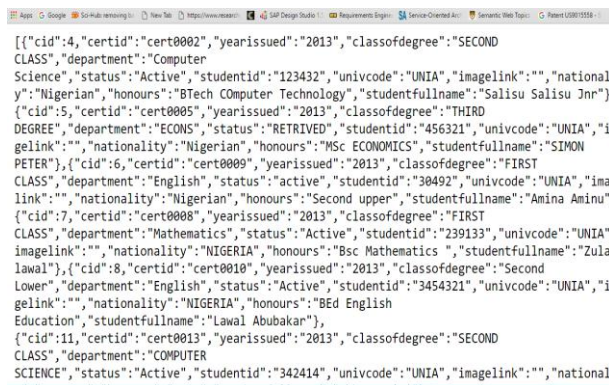 Apps G Google Sci-Hub removing ba New Tab https://www.research SAP Design Studio 1. Requirements Engine Service-Oriented Arc Semantic Web Topics G Patent US8015558 -
[{"cid":4,"certid":"cert0002","yearissued":"2013","classofdegree":"SECOND
CLASS","department":"Computer
Science","status":"Active","studentid":"123432","univcode":"UNIA","imagelink":"","national
y":"Nigerian","honours":"BTech COmputer Technology","studentfullname":"Salisu Salisu Jnr"}
{"cid":5,"certid":"cert0005","yearissued":"2013","classofdegree":"THIRD
DEGREE","department":"ECONS","status":"RETRIVED","studentid":"456321","univcode":"UNIA","i
gelink":"","nationality":"Nigerian","honours":"MSc ECONOMICS","studentfullname":"SIMON
PETER"},{"cid":6,"certid":"cert0009","yearissued":"2013","classofdegree":"FIRST
CLASS","department":"English","status":"active","studentid":"30492","univcode":"UNIA","ima
link":"","nationality":"Nigerian","honours":"Second upper","studentfullname":"Amina Aminu"
{"cid":7,"certid":"cert0008","yearissued":"2013","classofdegree":"FIRST
CLASS","department":"Mathematics","status":"Active","studentid":"239133","univcode":"UNIA"
imagelink":"","nationality":"NIGERIA","honours":"Bsc Mathematics ","studentfullname":"Zula
lawal"},{"cid":8,"certid":"cert0010","yearissued":"2013","classofdegree":"Second
Lower","department":"English","status":"Active","studentid":"3454321","univcode":"UNIA","i
gelink":"","nationality":"NIGERIA","honours":"BEd English
Education","studentfullname":"Lawal Abubakar"},
{"cid":11,"certid":"cert0013","yearissued":"2013","classofdegree":"SECOND
CLASS","department":"COMPUTER
SCIENCE","status":"Active","studentid":"342414","univcode":"UNIA","imagelink":"","national